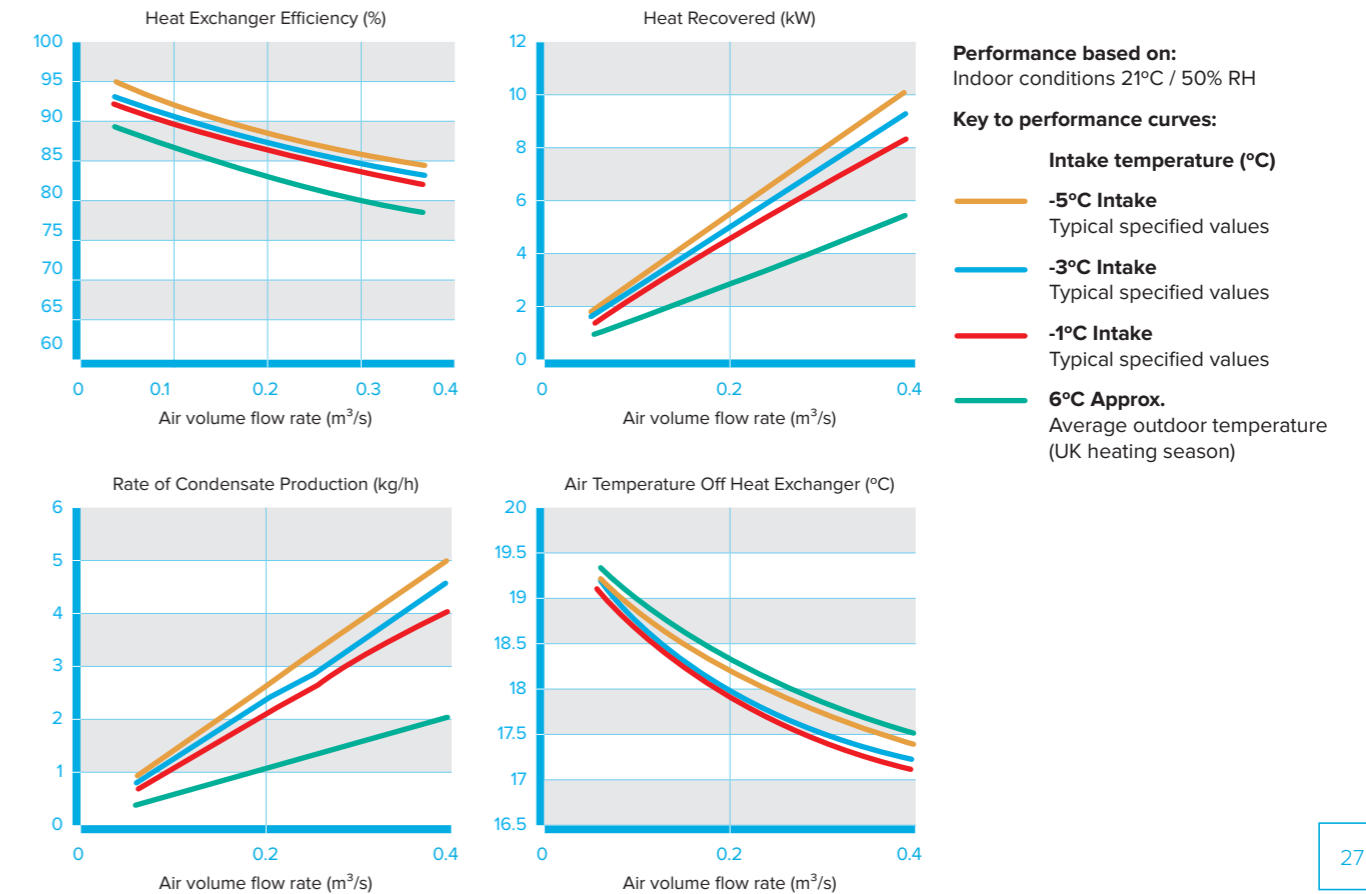 Heat Exchanger Efficiency (%)
100
95
90
85
80
75
70
65
60
0 0.1 0.2 0.3 0.4
Air volume flow rate (m³/s)
Heat Recovered (kW)
12
10
8
6
4
2
0
0 0.2 0.4
Air volume flow rate (m³/s)
Performance based on:
Indoor conditions 21ºC / 50% RH
Key to performance curves:
Intake temperature (ºC)
-5ºC Intake
Typical specified values
-3ºC Intake
Typical specified values
-1ºC Intake
Typical specified values
6ºC Approx.
Average outdoor temperature
(UK heating season)
Rate of Condensate Production (kg/h)
6
5
4
3
2
1
0
0 0.2 0.4
Air volume flow rate (m³/s)
Air Temperature Off Heat Exchanger (ºC)
20
19.5
19
18.5
18
17.5
17
16.5
0 0.2 0.4
Air volume flow rate (m³/s)
27